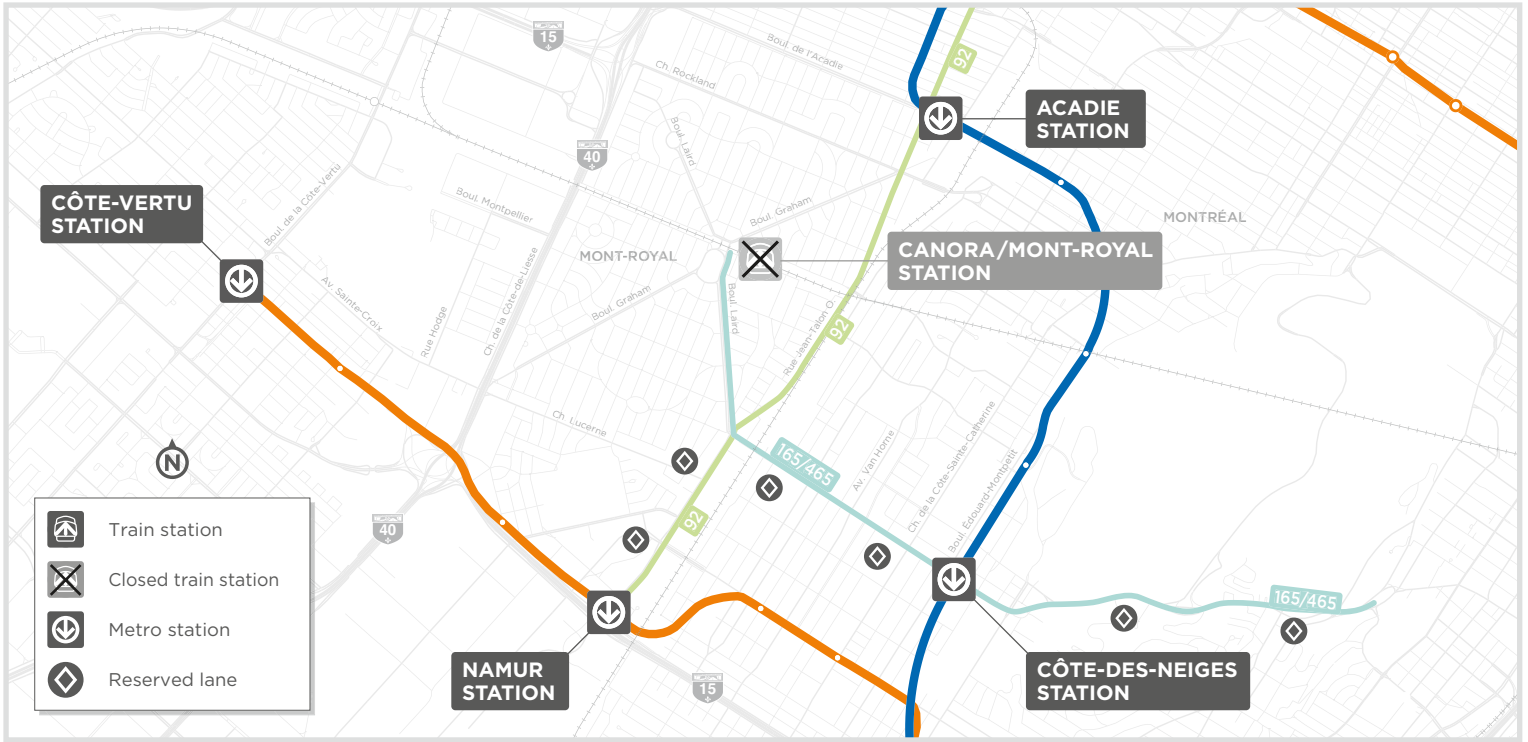 15
Boul. de l'Acadie
92
Ch. Rockland
ACADIE
STATION
Boul. Laird
40
CÔTE-VERTU
STATION
Boul. de la Côte-Vertu
Boul. Montpellier
Boul. Graham
MONTRÉAL
MONT-ROYAL
CANORA/MONT-ROYAL
STATION
Ch. de la Côte-de-Liesse
Av. Sainte-Croix
Rue Hodge
Boul. Graham
Boul. Laird
Rue Jean-Talon O.
92
Ch. Lucerne
165/465
Av. Van Horne
Ch. de la Côte-Sainte-Catherine
Boul. Édouard-Montpetit
N
92
40
Train station
Closed train station
Metro station
Reserved lane
165/465
NAMUR
STATION
15
CÔTE-DES-NEIGES
STATION